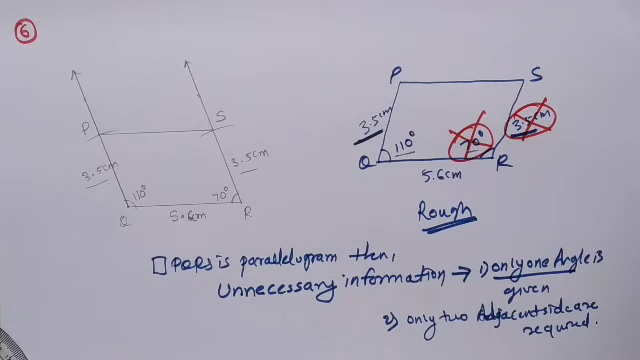 6
P
S
3.5cm
3.5cm
110°
70°
Q
5.6cm
R
P
S
3.5cm
3.5cm
110°
70°
Q
R
5.6cm
Rough
□PQRS is parallelogram then,
Unnecessary information → 1) only one Angle is
given
2) only two Adjacent side are
required.